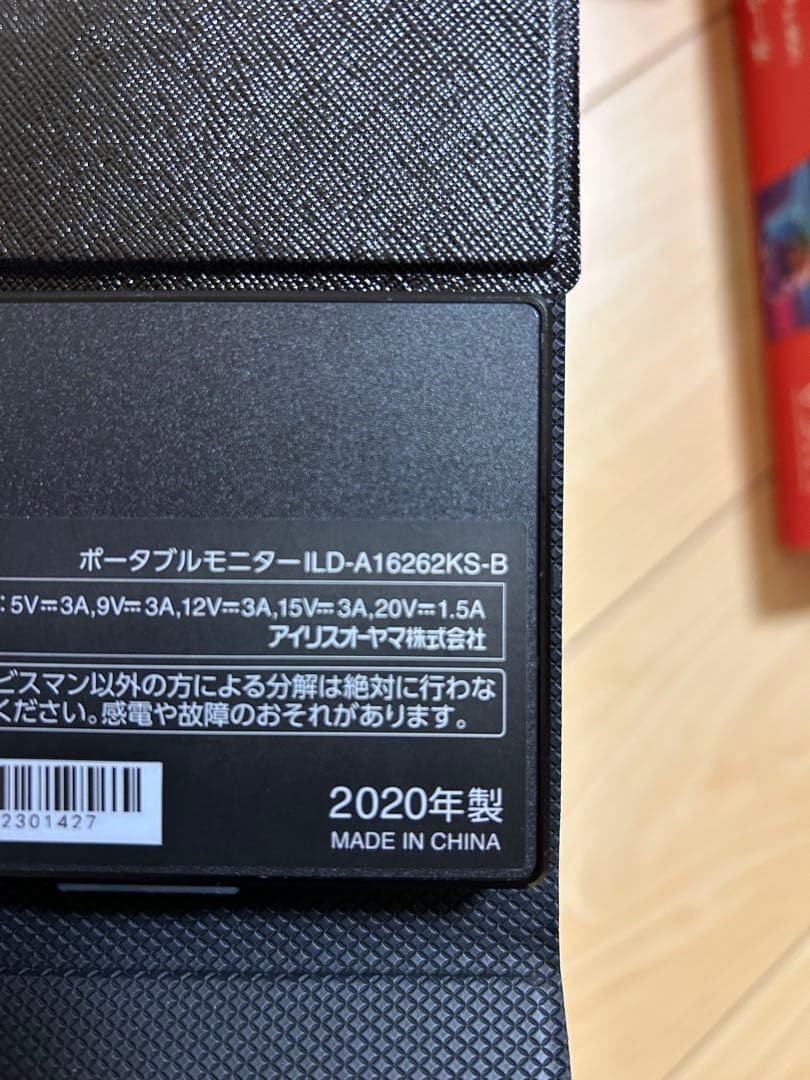 ポータブルモニターILD-A16262KS-B
: 5V⎓3A,9V⎓3A,12V⎓3A,15V⎓3A,20V⎓1.5A
アイリスオーヤマ株式会社
ビスマン以外の方による分解は絶対に行わな
ください。感電や故障のおそれがあります。
2301427
2020年製
MADE IN CHINA